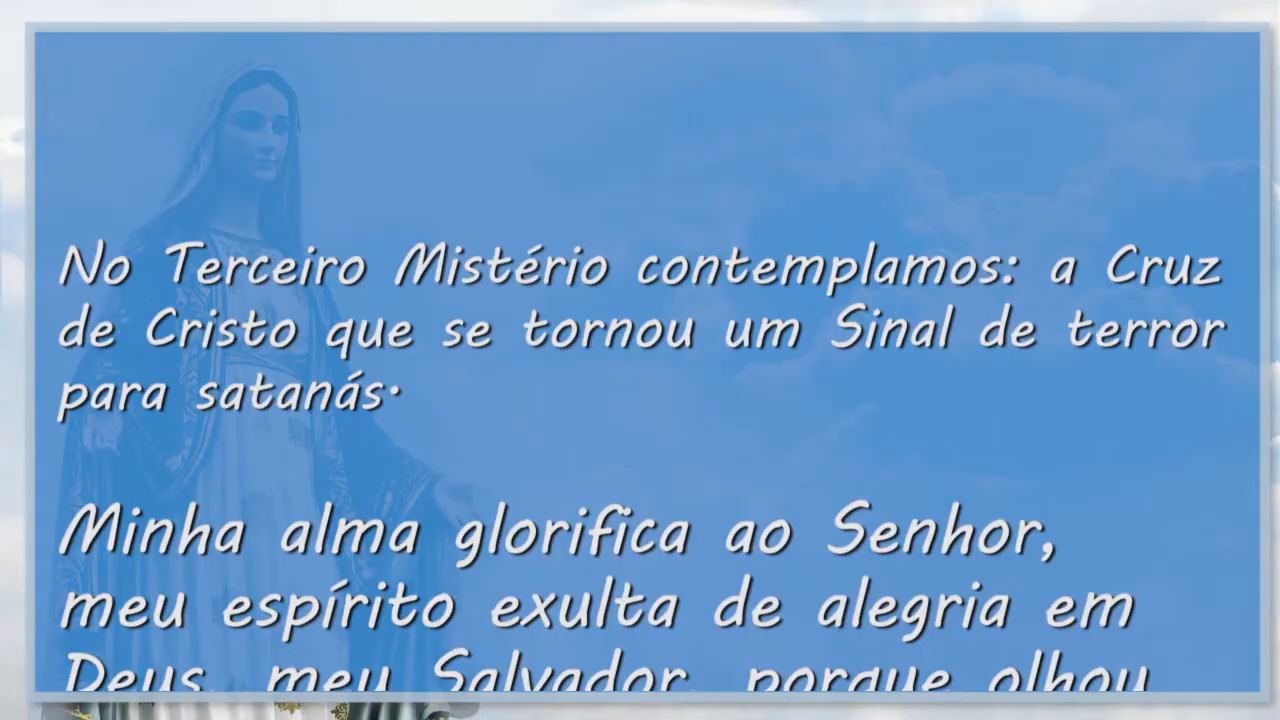 No Terceiro Mistério contemplamos: a Cruz
de Cristo que se tornou um Sinal de terror
para satanás.
Minha alma glorifica ao Senhor,
meu espírito exulta de alegria em
Deus, meu Salvador, porque olhou